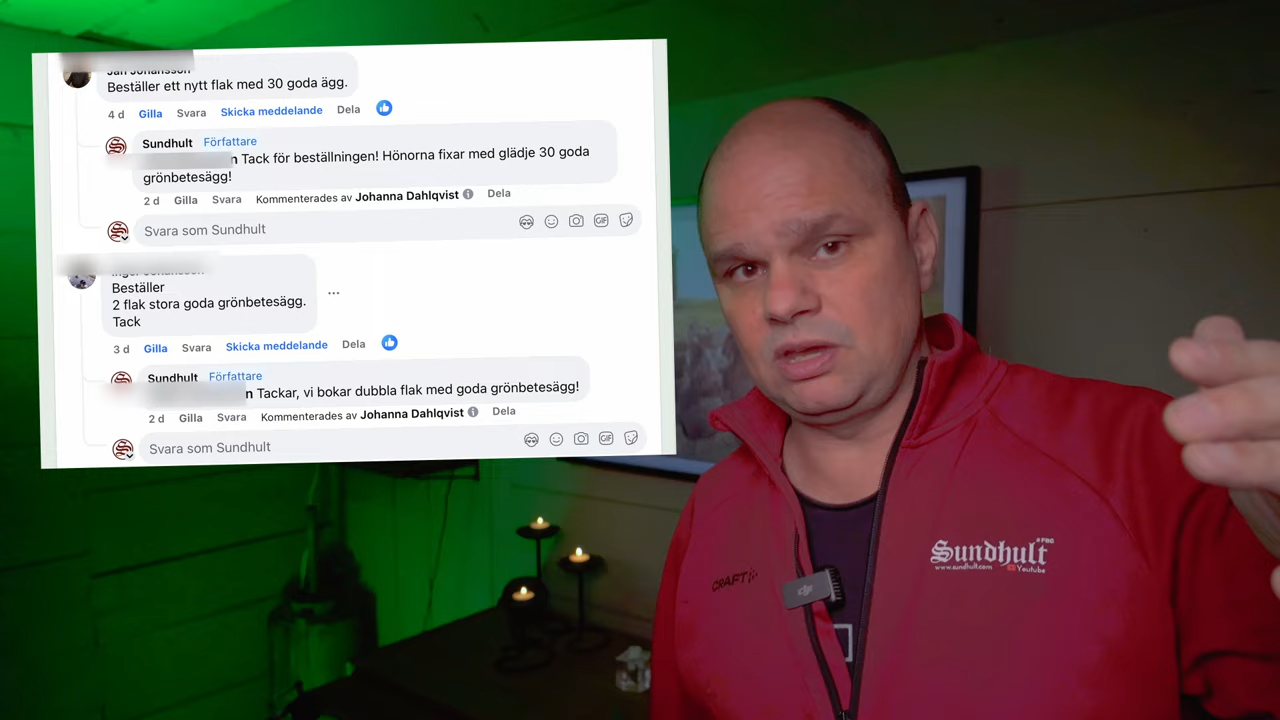 Beställer ett nytt flak med 30 goda ägg.
4 d Gilla Svara Skicka meddelande Dela
Sundhult Författare
n Tack för beställningen! Hönorna fixar med glädje 30 goda
grönbetesägg!
2 d Gilla Svara Kommenterades av Johanna Dahlqvist Dela
Svara som Sundhult GIF
Beställer
2 flak stora goda grönbetesägg.
Tack
3 d Gilla Svara Skicka meddelande Dela
Sundhult Författare
n Tackar, vi bokar dubbla flak med goda grönbetesägg!
2 d Gilla Svara Kommenterades av Johanna Dahlqvist Dela
Svara som Sundhult GIF
CRAFT
dji
Sundhult
www.sundhult.com Youtube